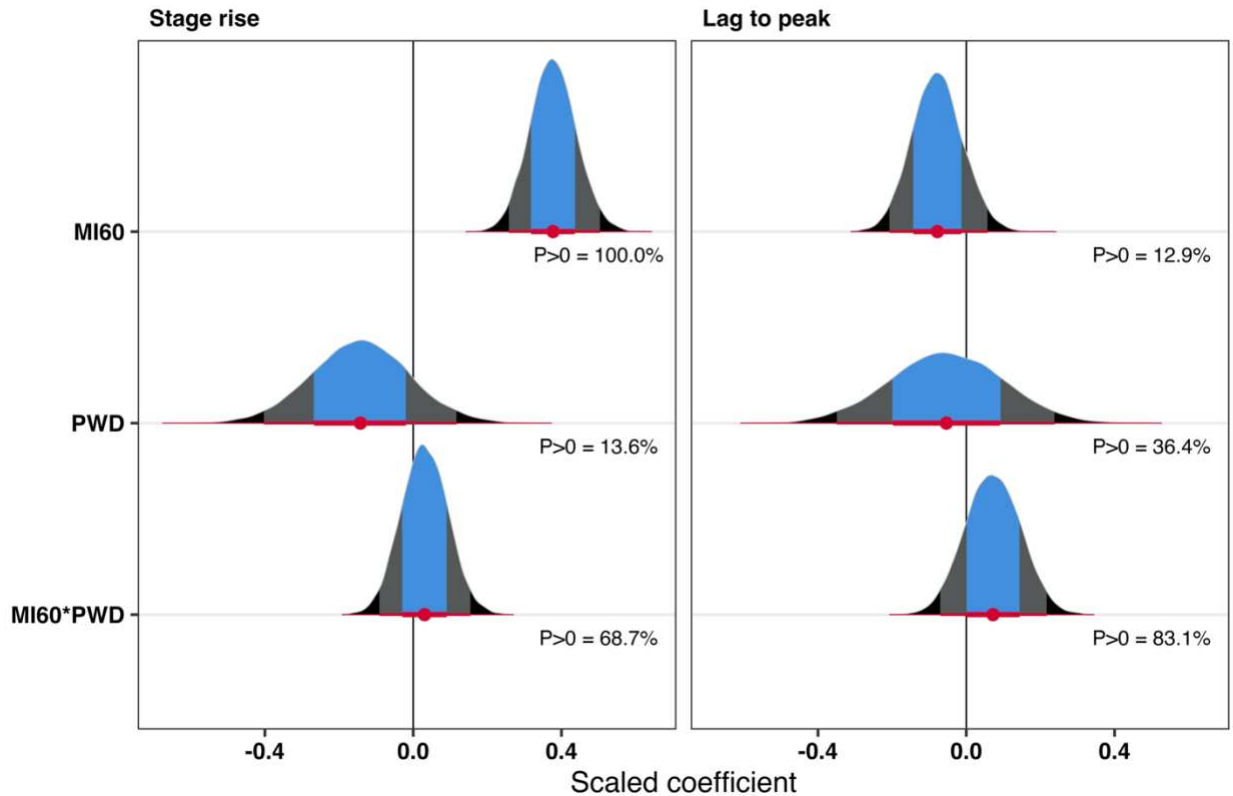 Stage rise
Lag to peak
MI60
P>0 = 100.0%
P>0 = 12.9%
PWD
P>0 = 13.6%
P>0 = 36.4%
MI60*PWD
P>0 = 68.7%
P>0 = 83.1%
-0.4 0.0 0.4
-0.4 0.0 0.4
Scaled coefficient